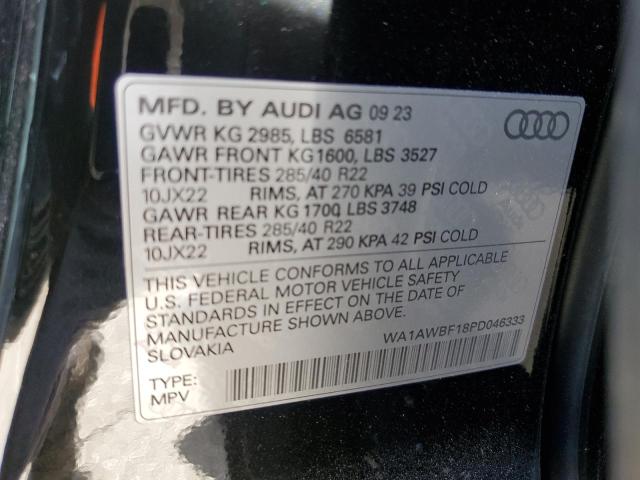 MFD. BY AUDI AG 09 23
GVWR KG 2985, LBS 6581
GAWR FRONT KG1600, LBS 3527
FRONT-TIRES 285/40 R22
10JX22 RIMS, AT 270 KPA 39 PSI COLD
GAWR REAR KG 1700 LBS 3748
REAR-TIRES 285/40 R22
10JX22 RIMS, AT 290 KPA 42 PSI COLD
THIS VEHICLE CONFORMS TO ALL APPLICABLE
U.S. FEDERAL MOTOR VEHICLE SAFETY
STANDARDS IN EFFECT ON THE DATE OF
MANUFACTURE SHOWN ABOVE.
SLOVAKIA
WA1AWBF18PD046333
TYPE:
MPV